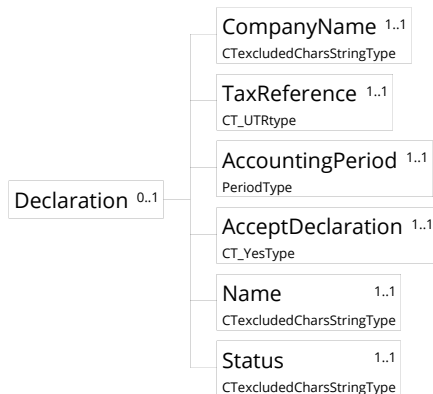 CompanyName 1..1
CTexcludedCharsStringType
TaxReference 1..1
CT_UTRtype
AccountingPeriod 1..1
PeriodType
Declaration 0..1
AcceptDeclaration 1..1
CT_YesType
Name 1..1
CTexcludedCharsStringType
Status 1..1
CTexcludedCharsStringType